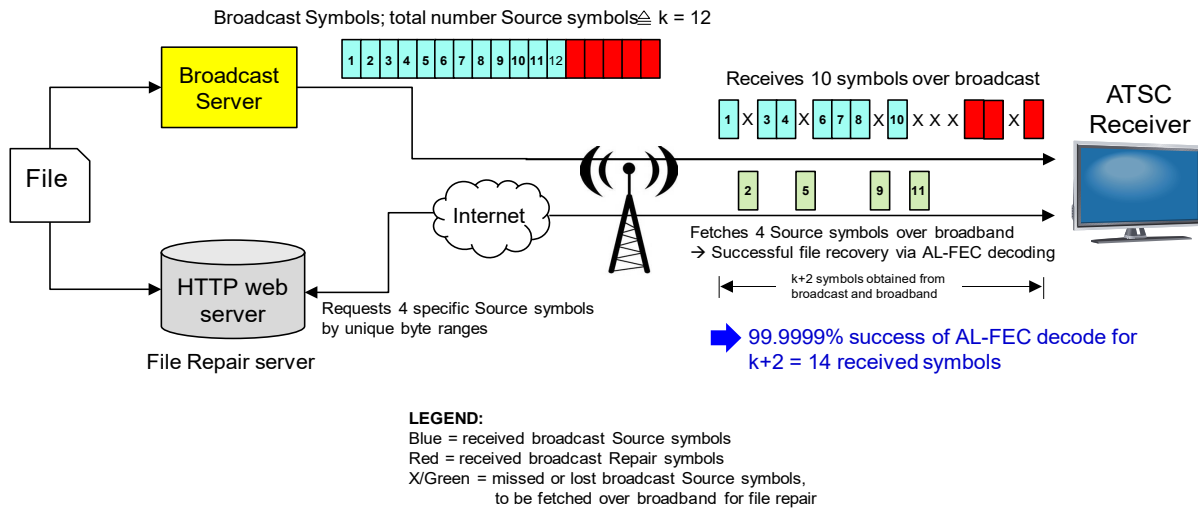 Broadcast Symbols; total number Source symbols≜ k = 12
1 2 3 4 5 6 7 8 9 10 11 12
Broadcast
Server
Receives 10 symbols over broadcast
1 X 3 4 X 6 7 8 X 10 X X X X
ATSC
Receiver
File
Internet
2 5 9 11
Fetches 4 Source symbols over broadband
→ Successful file recovery via AL-FEC decoding
k+2 symbols obtained from
broadcast and broadband
HTTP web
server
Requests 4 specific Source symbols
by unique byte ranges
File Repair server
99.9999% success of AL-FEC decode for
k+2 = 14 received symbols
LEGEND:
Blue = received broadcast Source symbols
Red = received broadcast Repair symbols
X/Green = missed or lost broadcast Source symbols,
to be fetched over broadband for file repair